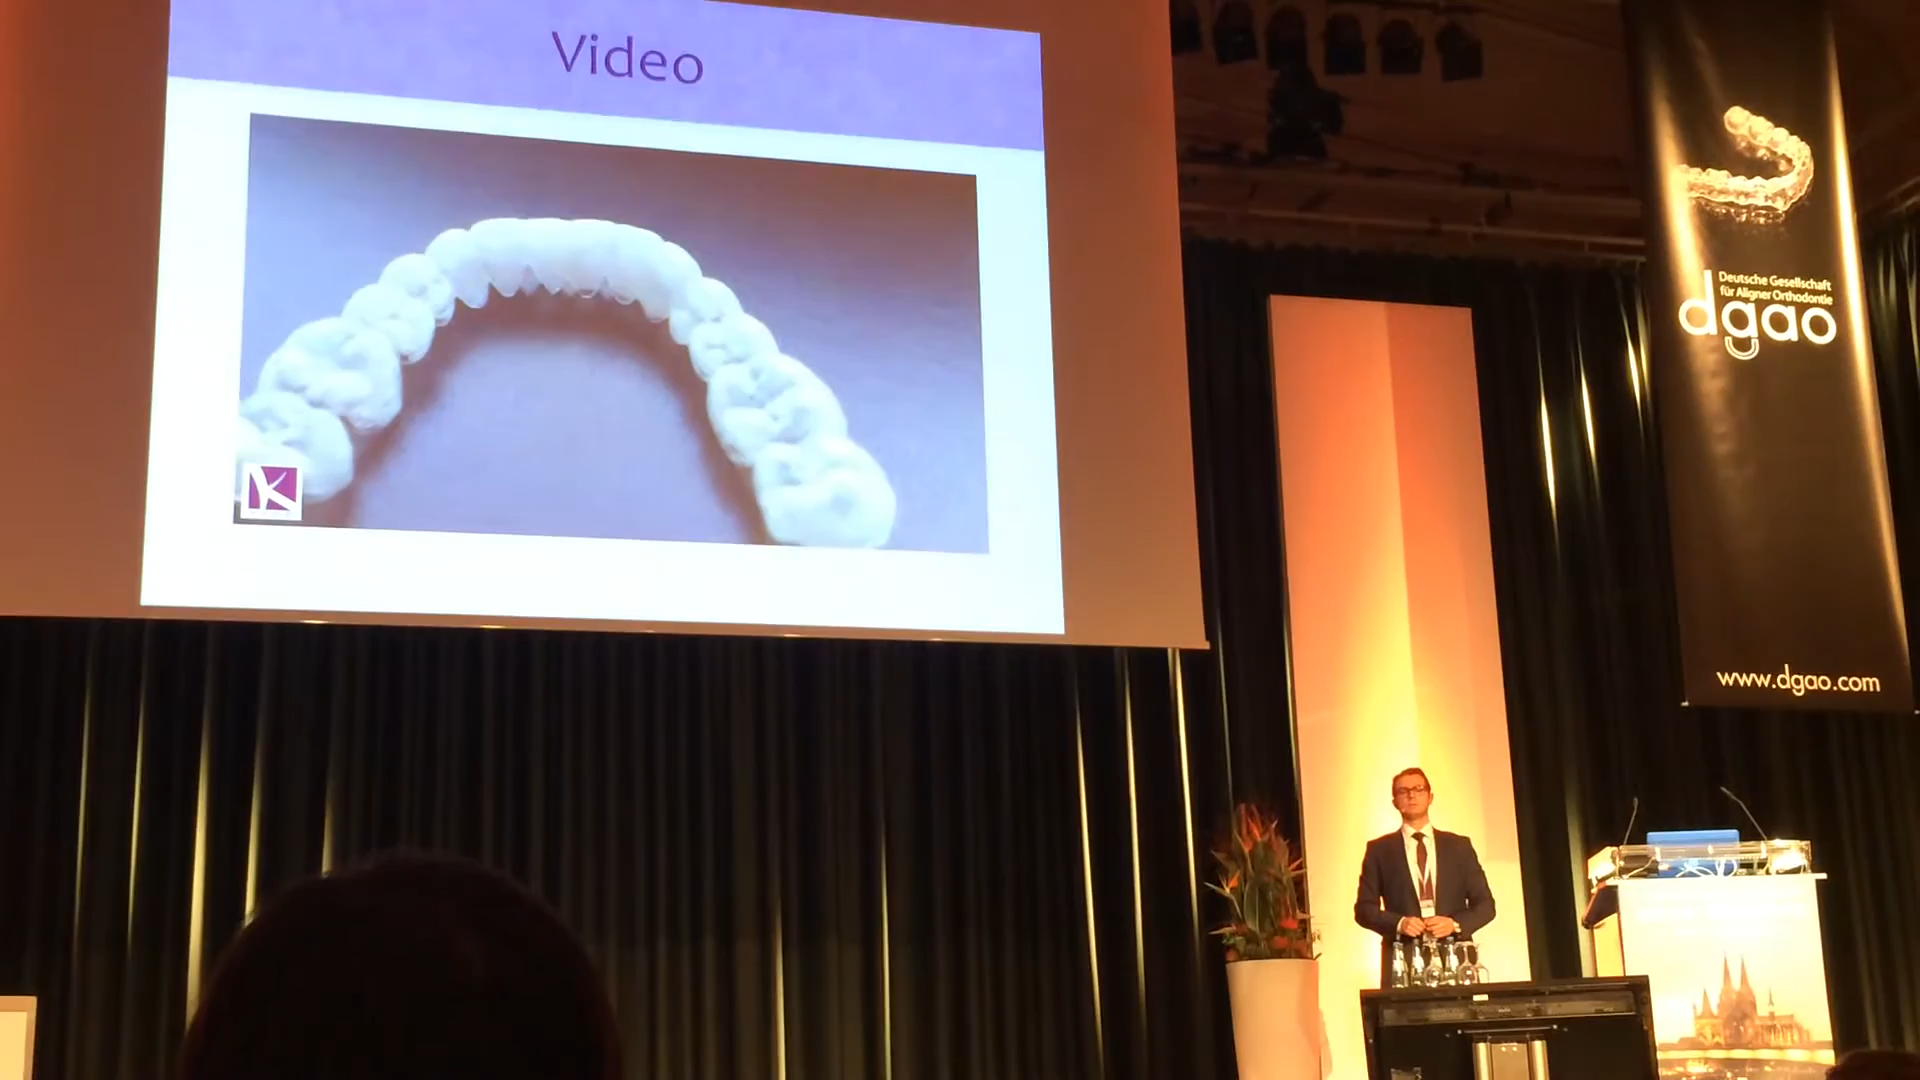 Video
K
Deutsche Gesellschaft
für Aligner Orthodontie
dgao
www.dgao.com